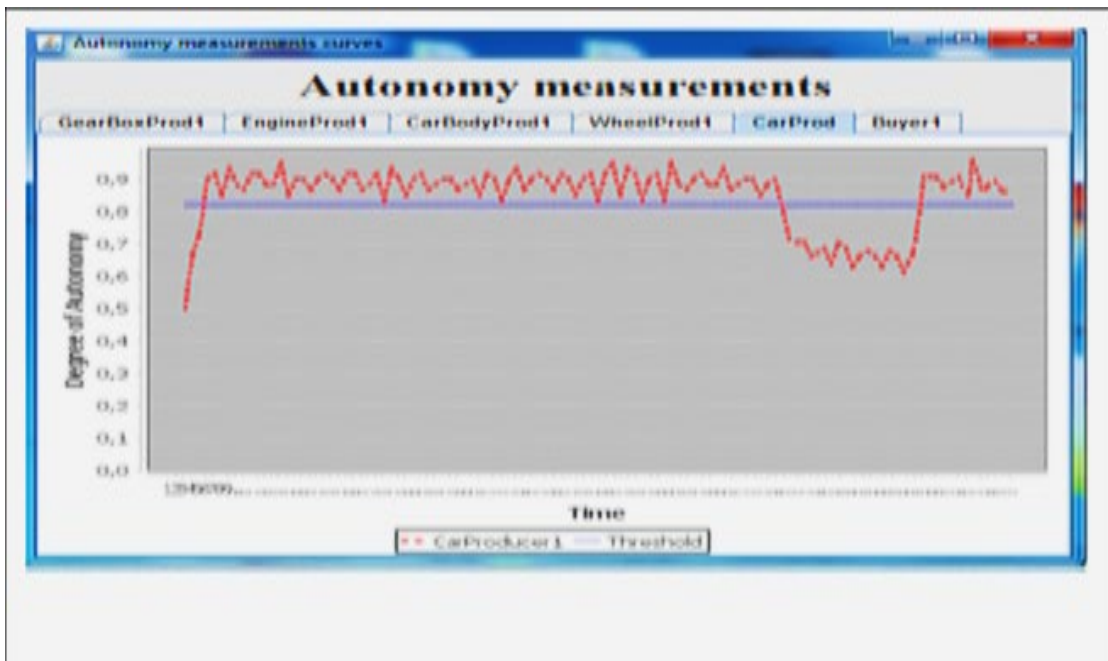 Autonomy measurements curves
Autonomy measurements
GearBoxProd1 EngineProd1 CarBodyProd1 WheelProd1 CarProd Buyer1
0,9
0,8
0,7
0,6
0,5
0,4
0,3
0,2
0,1
0,0
Degree of Autonomy
Time
CarProducer1 Threshold